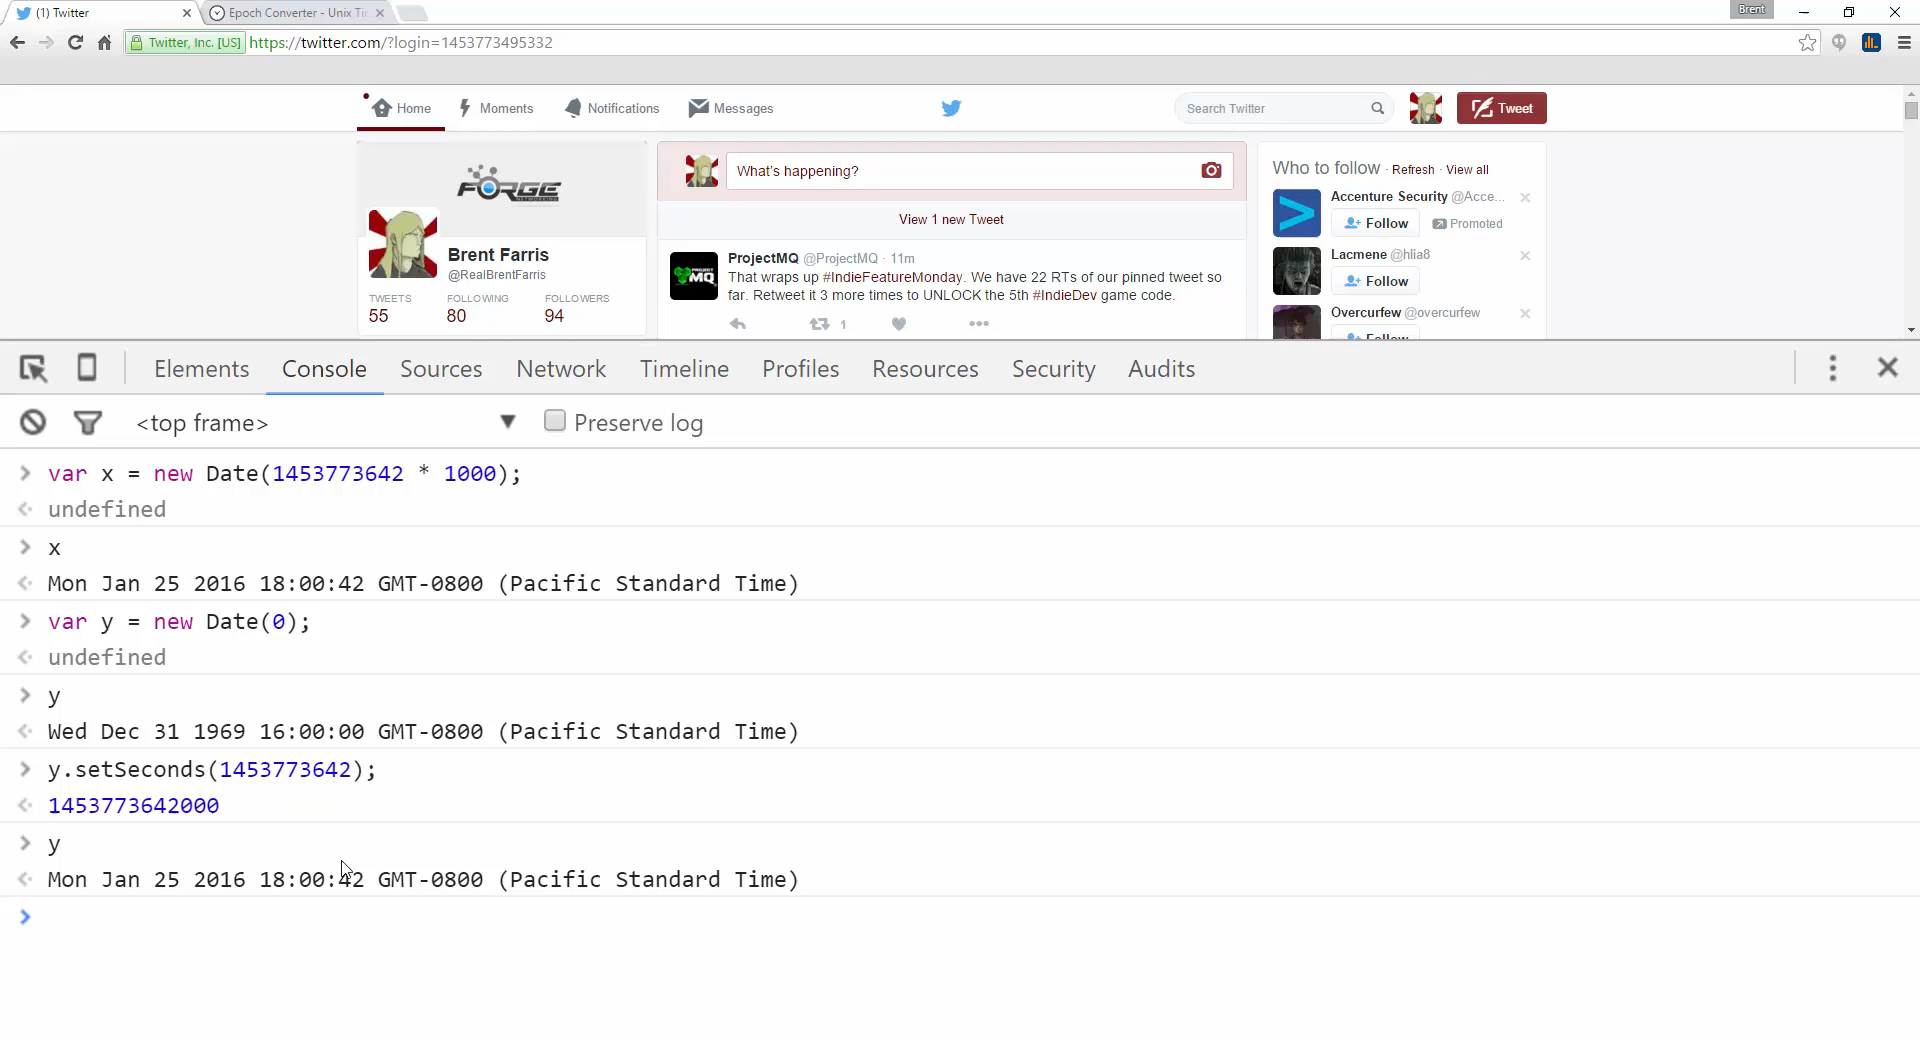 (1) Twitter
Epoch Converter - Unix Ti
Brent
Twitter, Inc. [US] https://twitter.com/?login=1453773495332
Home Moments Notifications Messages Search Twitter Tweet
FORGE
NETWORKING
Brent Farris
@RealBrentFarris
TWEETS FOLLOWING FOLLOWERS
55 80 94
What's happening?
View 1 new Tweet
ProjectMQ @ProjectMQ · 11m
That wraps up #IndieFeatureMonday. We have 22 RTs of our pinned tweet so
far. Retweet it 3 more times to UNLOCK the 5th #IndieDev game code.
1
PROJECT
MQ
Who to follow · Refresh · View all
Accenture Security @Acce...
Follow Promoted
Lacmene @hlia8
Follow
Overcurfew @overcurfew
Follow
Elements Console Sources Network Timeline Profiles Resources Security Audits
<top frame> Preserve log
var x = new Date(1453773642 * 1000);
undefined
x
Mon Jan 25 2016 18:00:42 GMT-0800 (Pacific Standard Time)
var y = new Date(0);
undefined
y
Wed Dec 31 1969 16:00:00 GMT-0800 (Pacific Standard Time)
y.setSeconds(1453773642);
1453773642000
y
Mon Jan 25 2016 18:00:42 GMT-0800 (Pacific Standard Time)